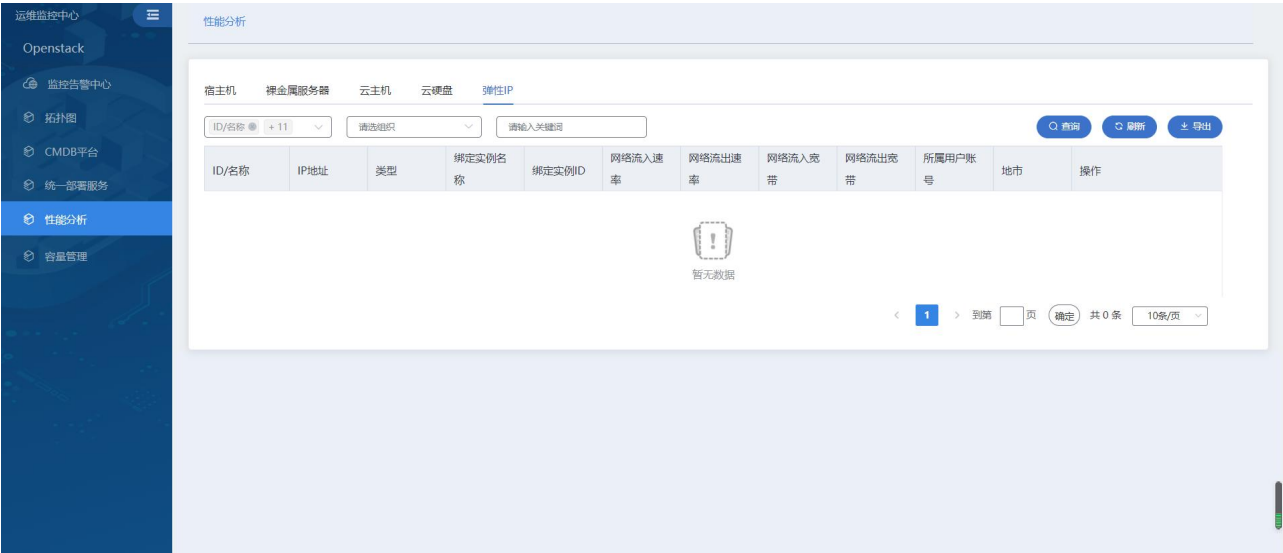 运维监控中心
性能分析
Openstack
监控告警中心
拓扑图
CMDB平台
统一部署服务
性能分析
容量管理
宿主机 裸金属服务器 云主机 云硬盘 弹性IP
ID/名称 + 11 请选组织 请输入关键词 查询 刷新 导出
ID/名称 IP地址 类型 绑定实例名称 绑定实例ID 网络流入速率 网络流出速率 网络流入宽带 网络流出宽带 所属用户账号 地市 操作
暂无数据
1 到第 页 确定 共 0 条 10条/页